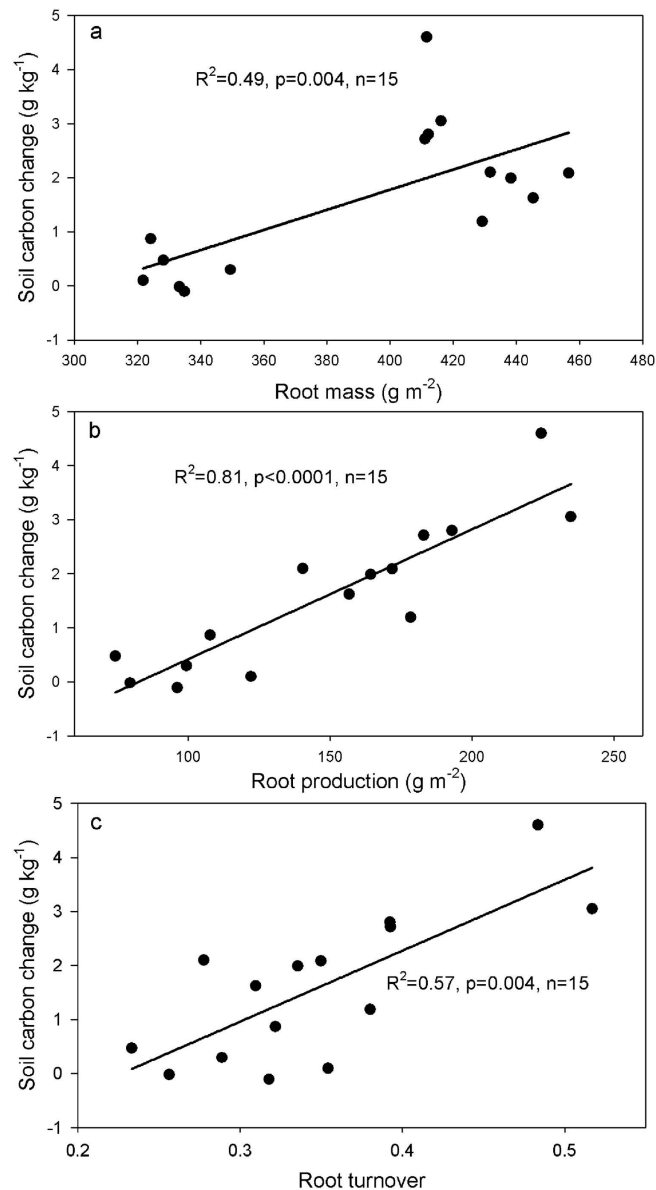 a
R²=0.49, p=0.004, n=15
Soil carbon change (g kg⁻¹)
5
4
3
2
1
0
-1
300 320 340 360 380 400 420 440 460 480
Root mass (g m⁻²)
b
R²=0.81, p<0.0001, n=15
Soil carbon change (g kg⁻¹)
5
4
3
2
1
0
-1
100 150 200 250
Root production (g m⁻²)
c
R²=0.57, p=0.004, n=15
Soil carbon change (g kg⁻¹)
5
4
3
2
1
0
-1
0.2 0.3 0.4 0.5
Root turnover